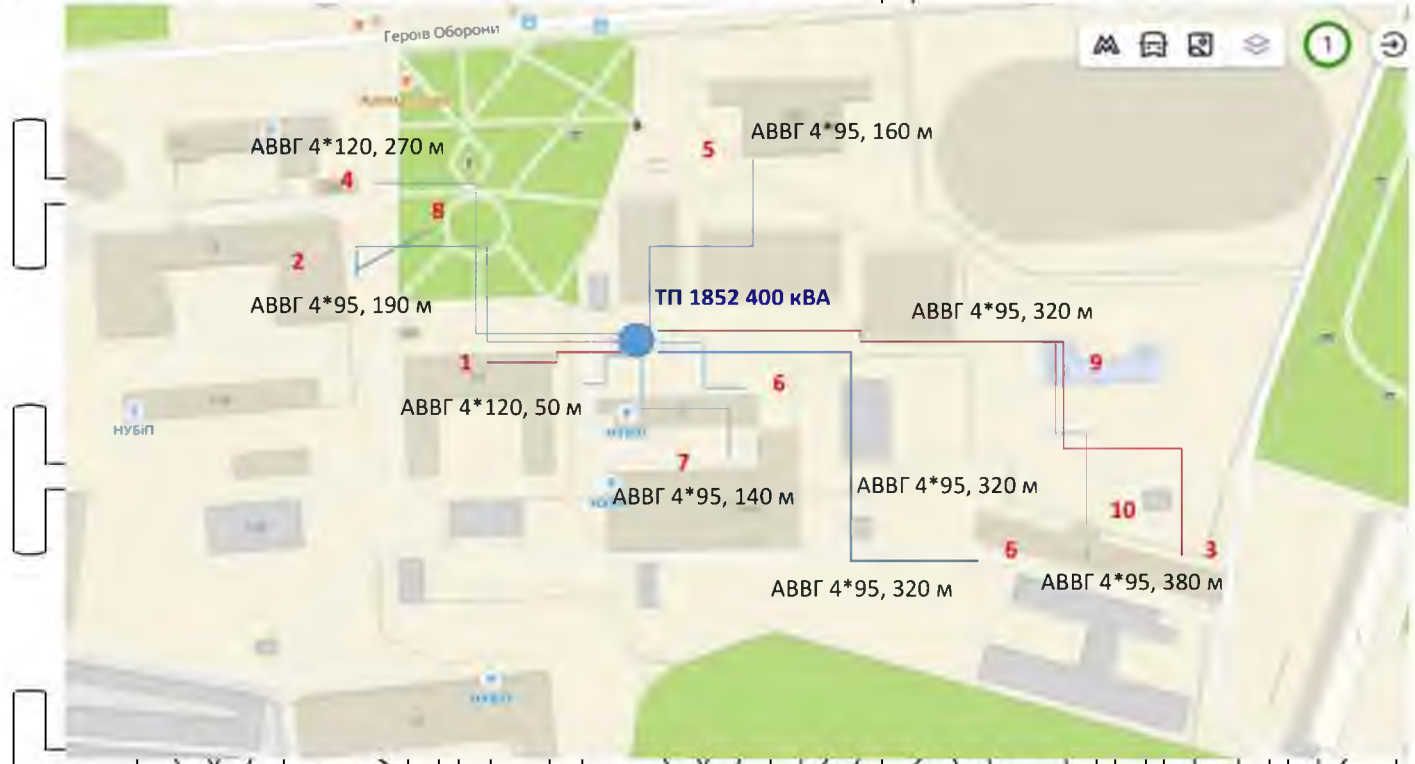 Героїв Оборони
1
АВВГ 4*95, 160 м
5
АВВГ 4*120, 270 м
4
8
2
ТП 1852 400 кВА
АВВГ 4*95, 190 м
АВВГ 4*95, 320 м
1
9
6
АВВГ 4*120, 50 м
НУБіП
7
АВВГ 4*95, 140 м
АВВГ 4*95, 320 м
10
6
3
АВВГ 4*95, 320 м
АВВГ 4*95, 380 м